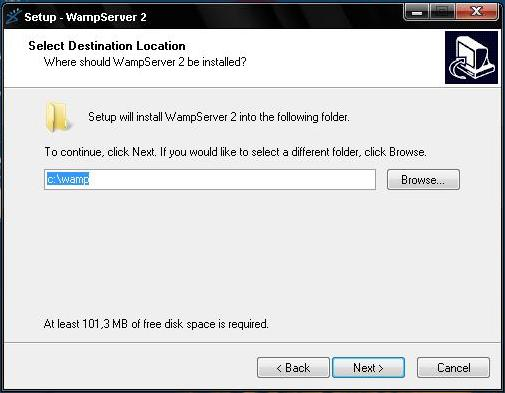 Setup - WampServer 2
Select Destination Location
Where should WampServer 2 be installed?
Setup will install WampServer 2 into the following folder.
To continue, click Next. If you would like to select a different folder, click Browse.
c:\wamp
Browse...
At least 101,3 MB of free disk space is required.
< Back
Next >
Cancel